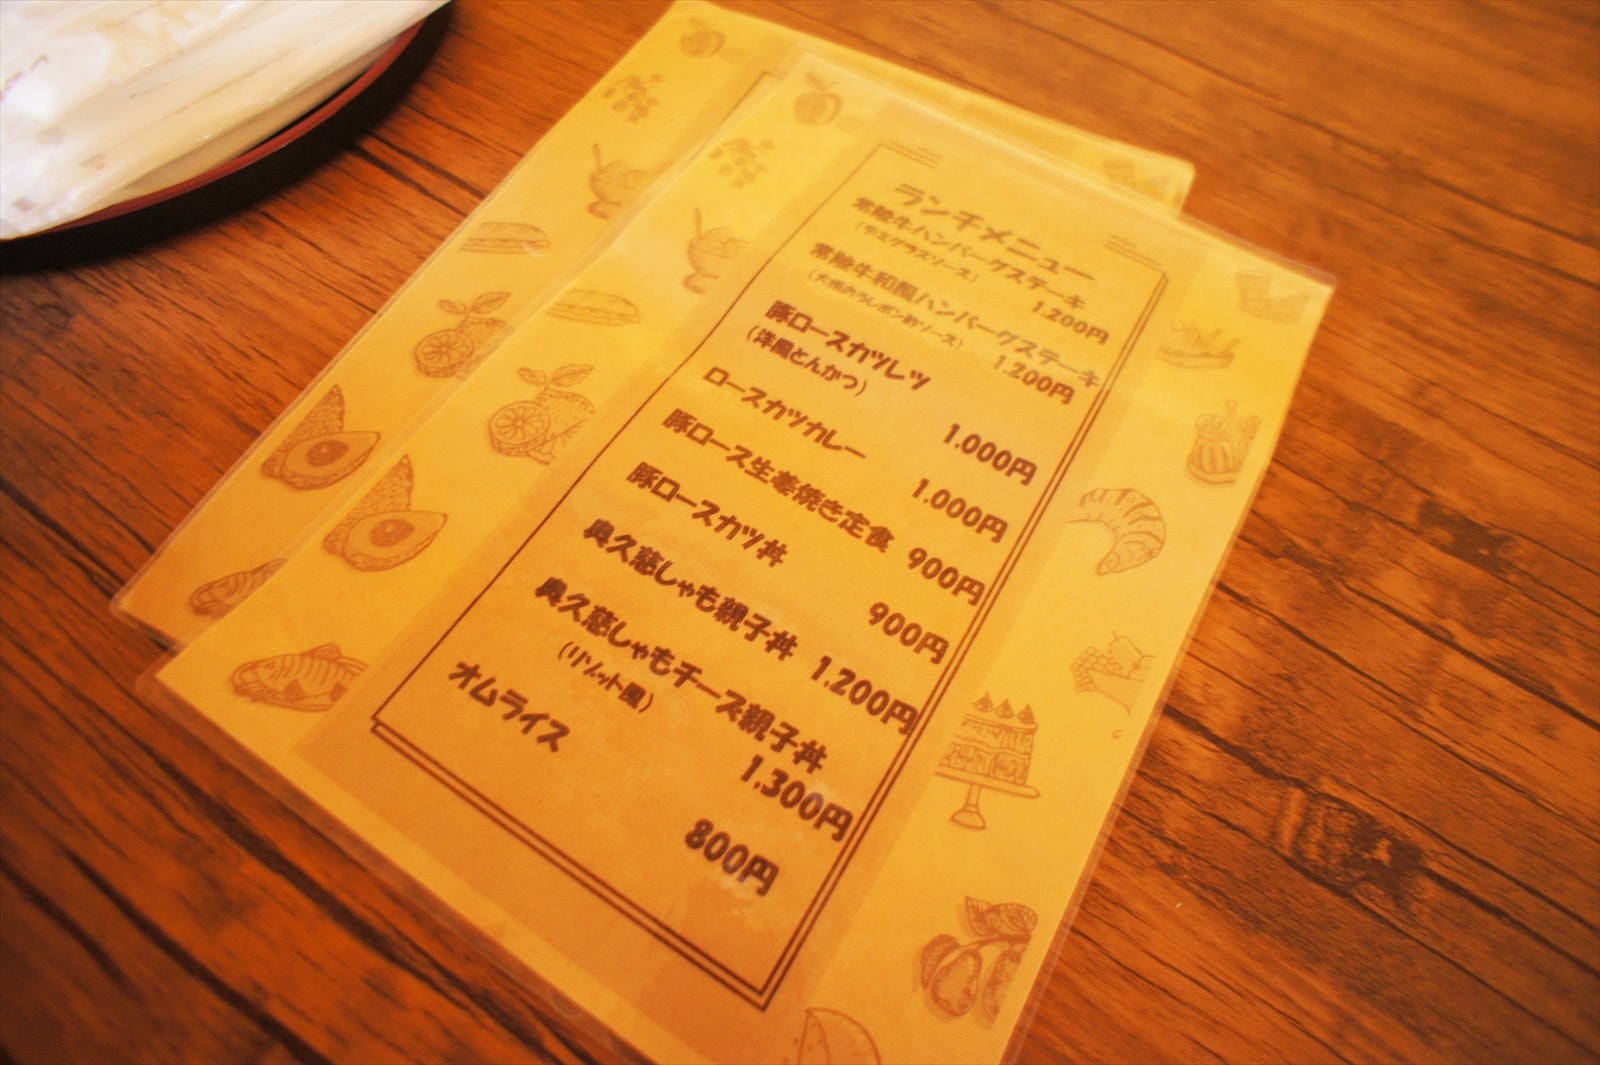 ランチメニュー
常陸牛ハンバーグステーキ
(デミグラスソース) 1.200円
常陸牛和風ハンバーグステーキ
(大根おろしポン酢ソース) 1.200円
豚ロースカツレツ
(洋風とんかつ) 1.000円
ロースカツカレー 1.000円
豚ロース生姜焼き定食 900円
豚ロースカツ丼 900円
奥久慈しゃも親子丼 1.200円
奥久慈しゃもチーズ親子丼
(リゾット風) 1.300円
オムライス 800円